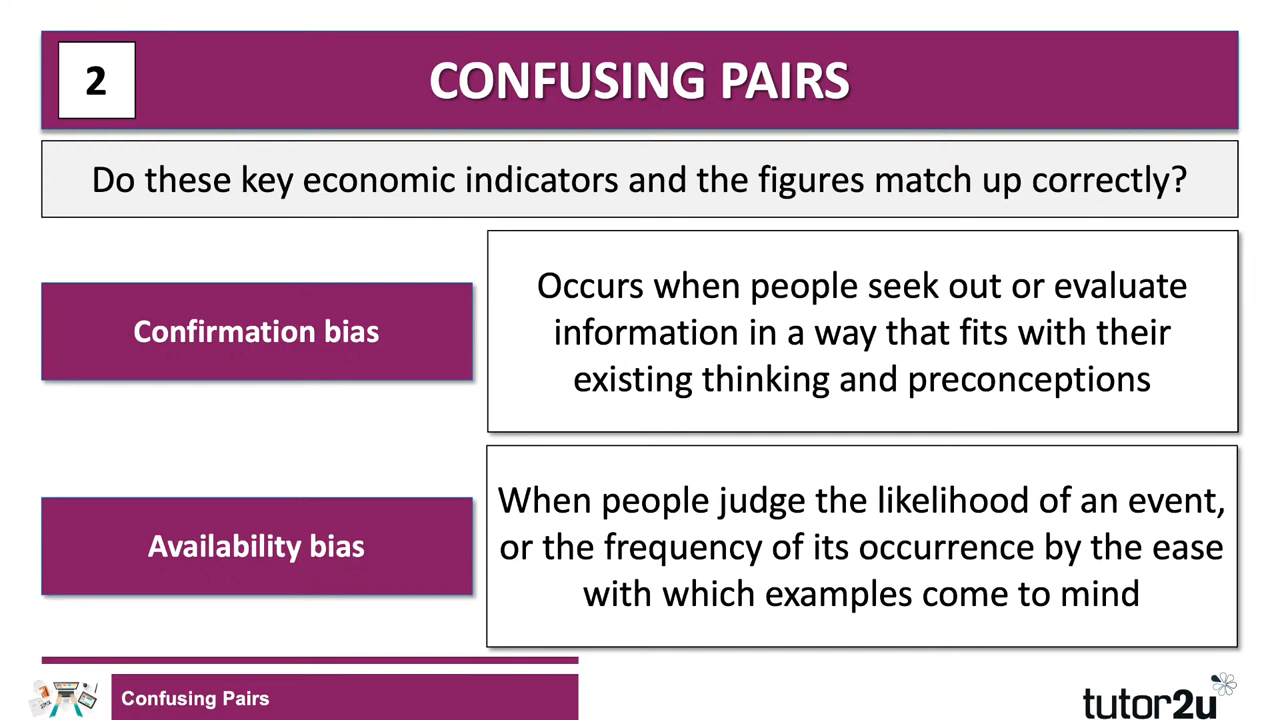 2
CONFUSING PAIRS
Do these key economic indicators and the figures match up correctly?
Confirmation bias
Occurs when people seek out or evaluate
information in a way that fits with their
existing thinking and preconceptions
Availability bias
When people judge the likelihood of an event,
or the frequency of its occurrence by the ease
with which examples come to mind
Confusing Pairs
tutor2u